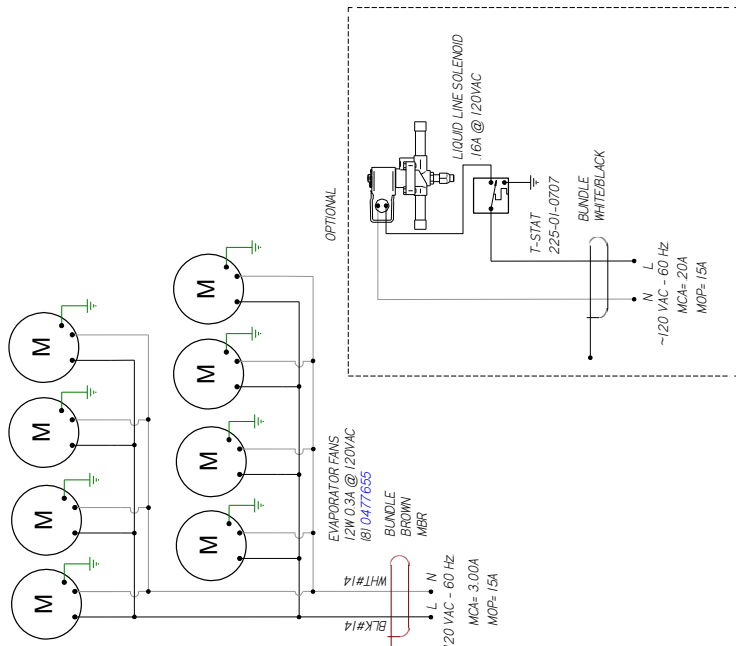 M
M
M
M
M
M
M
M
EVAPORATOR FANS
12W 0.3A @ 120VAC
(8) 0477655
BUNDLE
BROWN
MBR
BLK#14
WHT#14
L
N
120 VAC - 60 Hz
MCA= 3.00A
MOP= 15A
OPTIONAL
LIQUID LINE SOLENOID
.16A @ 120VAC
T-STAT
225-01-0707
BUNDLE
WHITE/BLACK
N
L
~120 VAC - 60 Hz
MCA=.20A
MOP= 15A